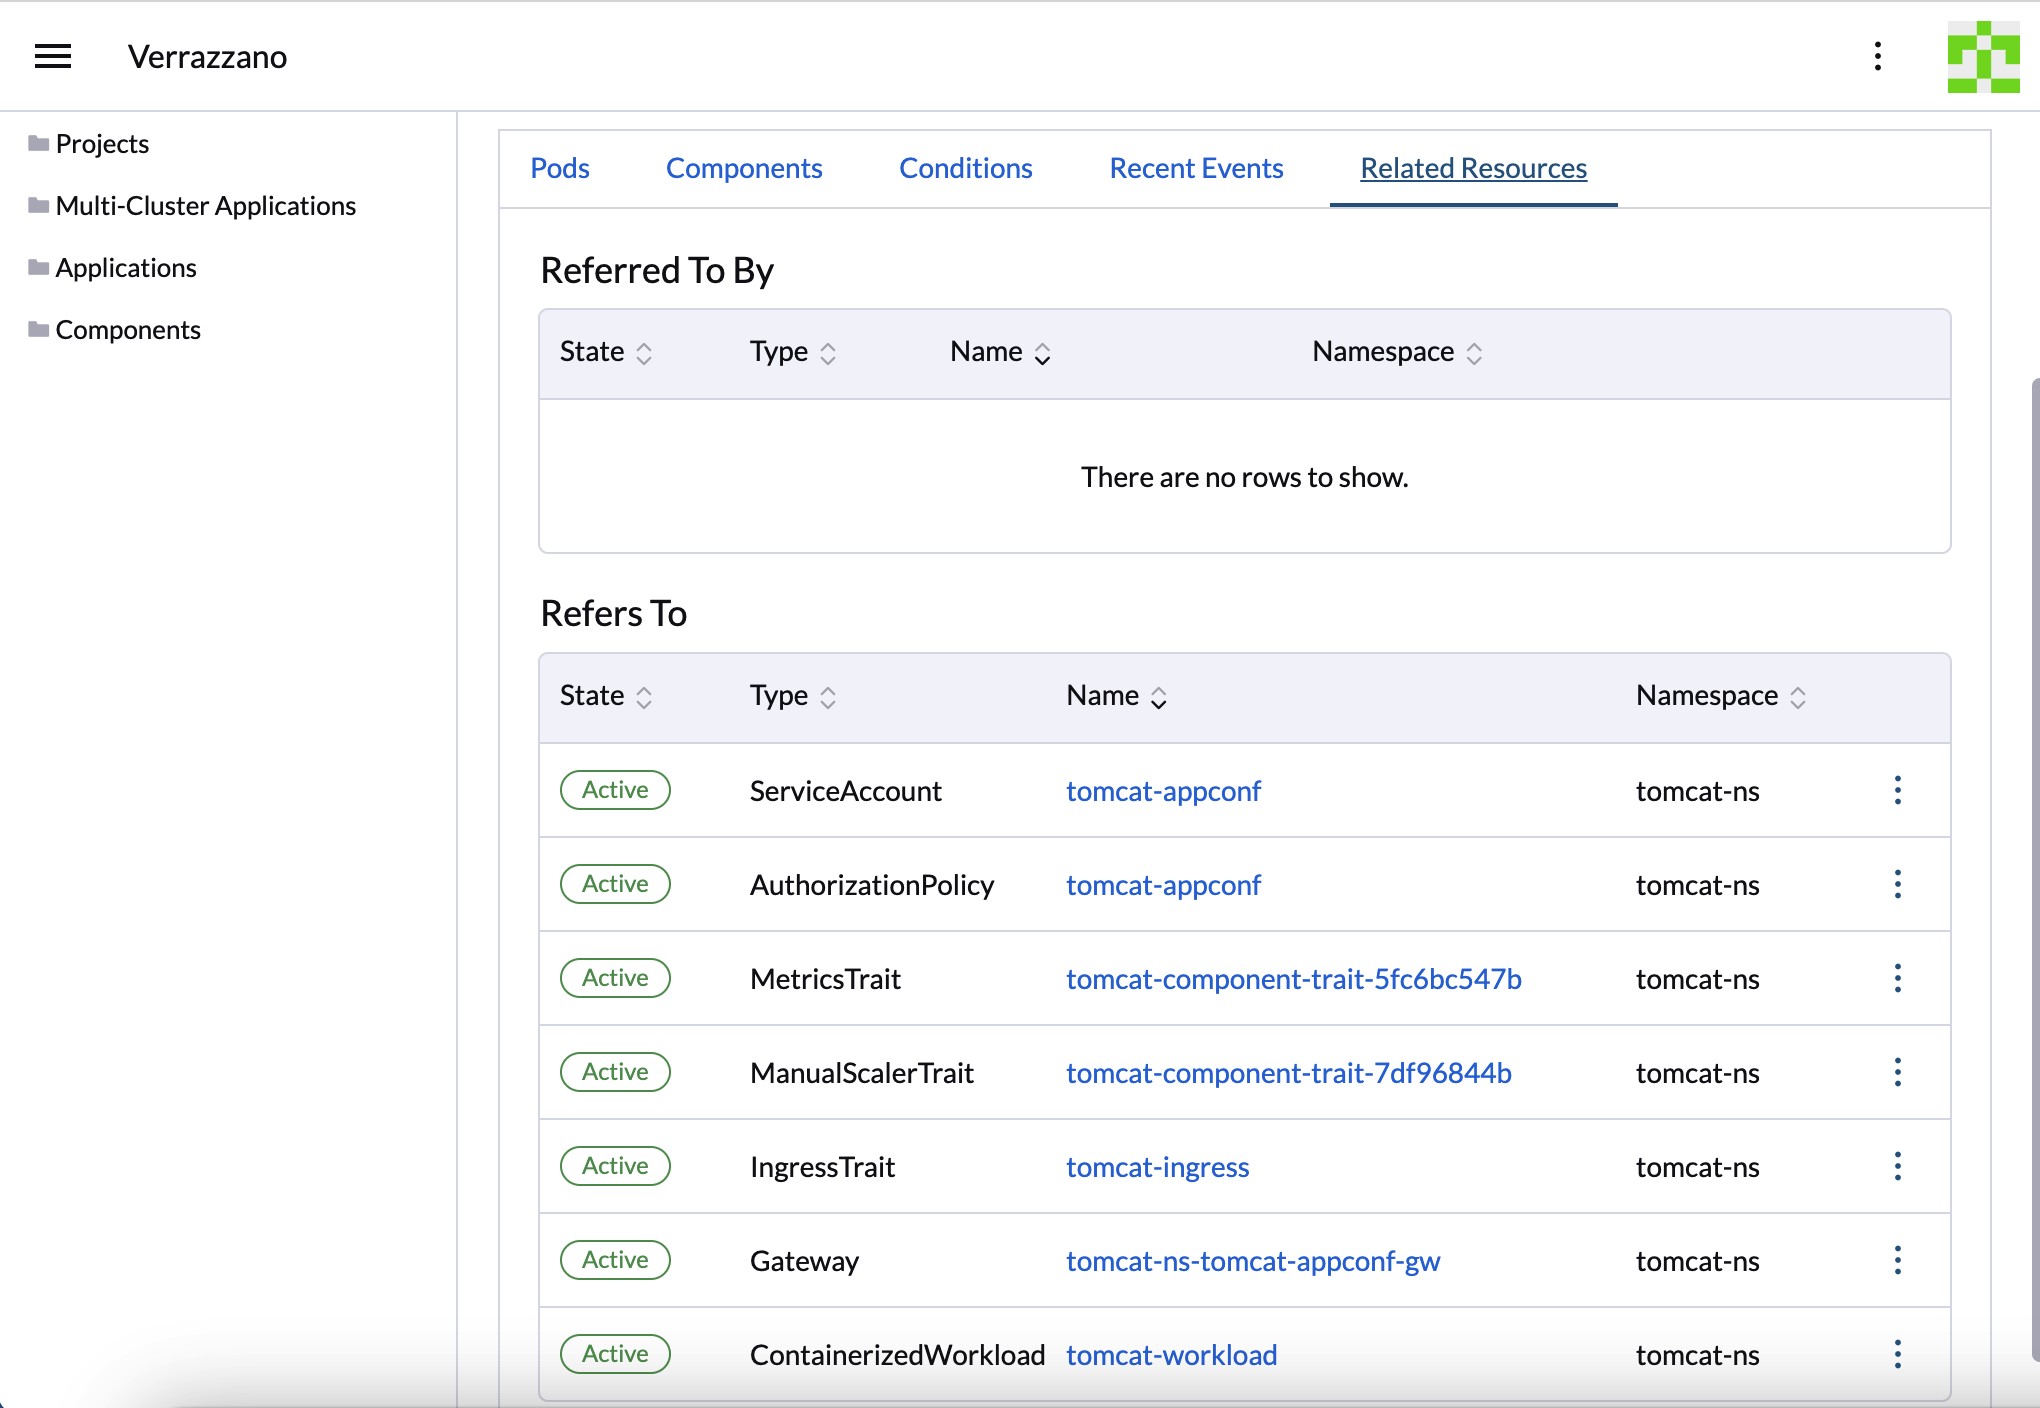 Verrazzano
Projects
Multi-Cluster Applications
Applications
Components
Pods Components Conditions Recent Events Related Resources
Referred To By
State Type Name Namespace
There are no rows to show.
Refers To
State Type Name Namespace
Active ServiceAccount tomcat-appconf tomcat-ns
Active AuthorizationPolicy tomcat-appconf tomcat-ns
Active MetricsTrait tomcat-component-trait-5fc6bc547b tomcat-ns
Active ManualScalerTrait tomcat-component-trait-7df96844b tomcat-ns
Active IngressTrait tomcat-ingress tomcat-ns
Active Gateway tomcat-ns-tomcat-appconf-gw tomcat-ns
Active ContainerizedWorkload tomcat-workload tomcat-ns